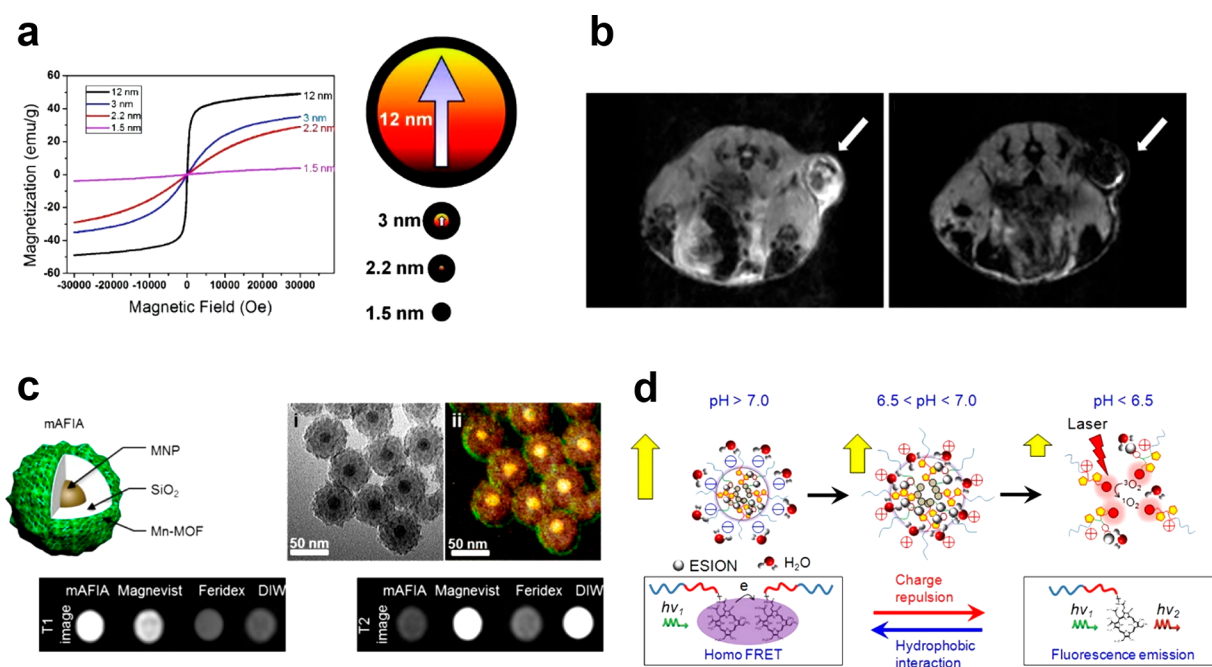 a
60
40
20
0
-20
-40
-60
Magnetization (emu/g)
12 nm
3 nm
2.2 nm
1.5 nm
12 nm
3 nm
2.2 nm
1.5 nm
-30000 -20000 -10000 0 10000 20000 30000
Magnetic Field (Oe)
12 nm
3 nm
2.2 nm
1.5 nm
b
c
mAFIA
MNP
SiO₂
Mn-MOF
i
50 nm
ii
50 nm
T1
image
mAFIA Magnevist Feridex DIW
T2
image
mAFIA Magnevist Feridex DIW
d
pH > 7.0
6.5 < pH < 7.0
pH < 6.5
Laser
³O₂
¹O₂
ESION
H₂O
e
hv₁
Homo FRET
Charge
repulsion
Hydrophobic
interaction
hv₁
hv₂
Fluorescence emission